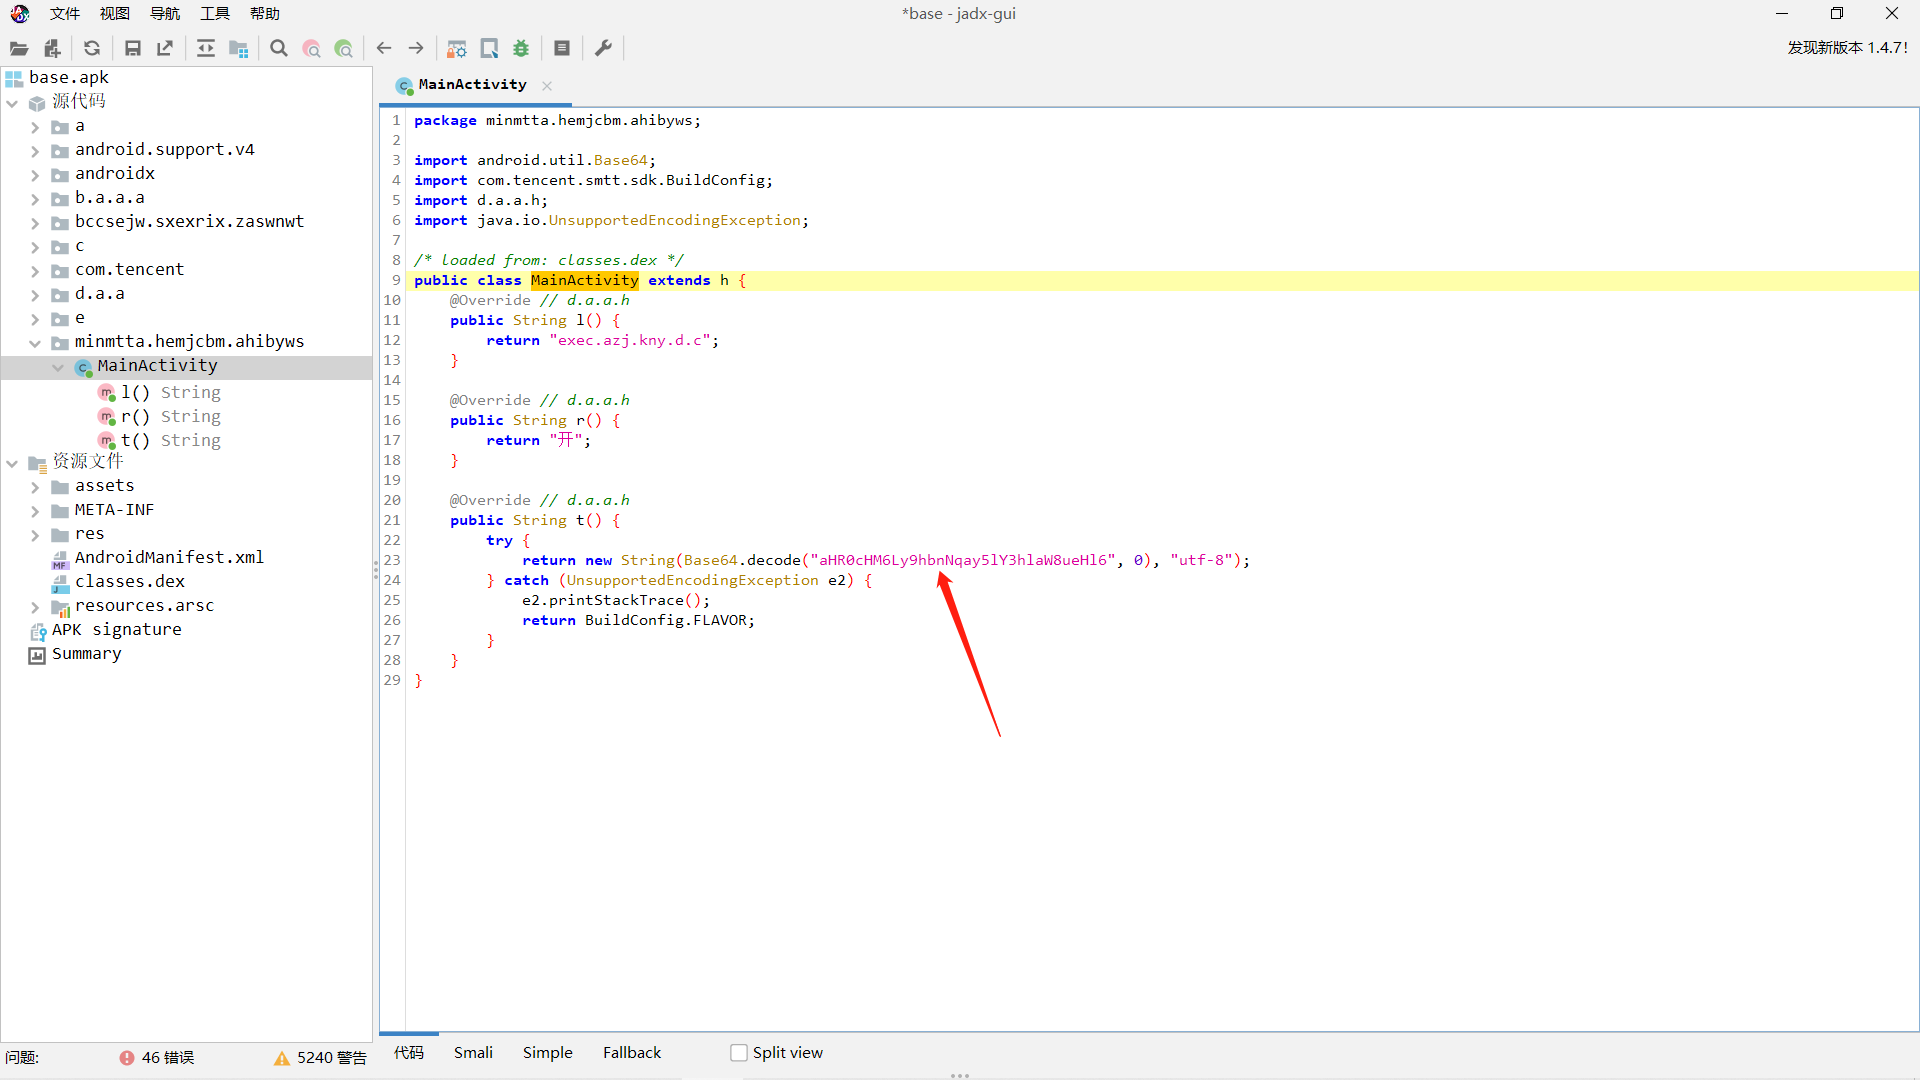 文件 视图 导航 工具 帮助
*base - jadx-gui
发现新版本 1.4.7!
base.apk
源代码
a
android.support.v4
androidx
b.a.a.a
bccsejw.sxexrix.zaswnwt
c
com.tencent
d.a.a
e
minmtta.hemjcbm.ahibyws
MainActivity
l() String
r() String
t() String
资源文件
assets
META-INF
res
AndroidManifest.xml
classes.dex
resources.arsc
APK signature
Summary
MainActivity
1 package minmtta.hemjcbm.ahibyws;
2
3 import android.util.Base64;
4 import com.tencent.smtt.sdk.BuildConfig;
5 import d.a.a.h;
6 import java.io.UnsupportedEncodingException;
7
8 /* loaded from: classes.dex */
9 public class MainActivity extends h {
10 @Override // d.a.a.h
11 public String l() {
12 return "exec.azj.kny.d.c";
13 }
14
15 @Override // d.a.a.h
16 public String r() {
17 return "开";
18 }
19
20 @Override // d.a.a.h
21 public String t() {
22 try {
23 return new String(Base64.decode("aHR0cHM6Ly9hbnNqay5lY3hlaW8ueHl6", 0), "utf-8");
24 } catch (UnsupportedEncodingException e2) {
25 e2.printStackTrace();
26 return BuildConfig.FLAVOR;
27 }
28 }
29 }
问题: 46 错误 5240 警告
代码 Smali Simple Fallback Split view